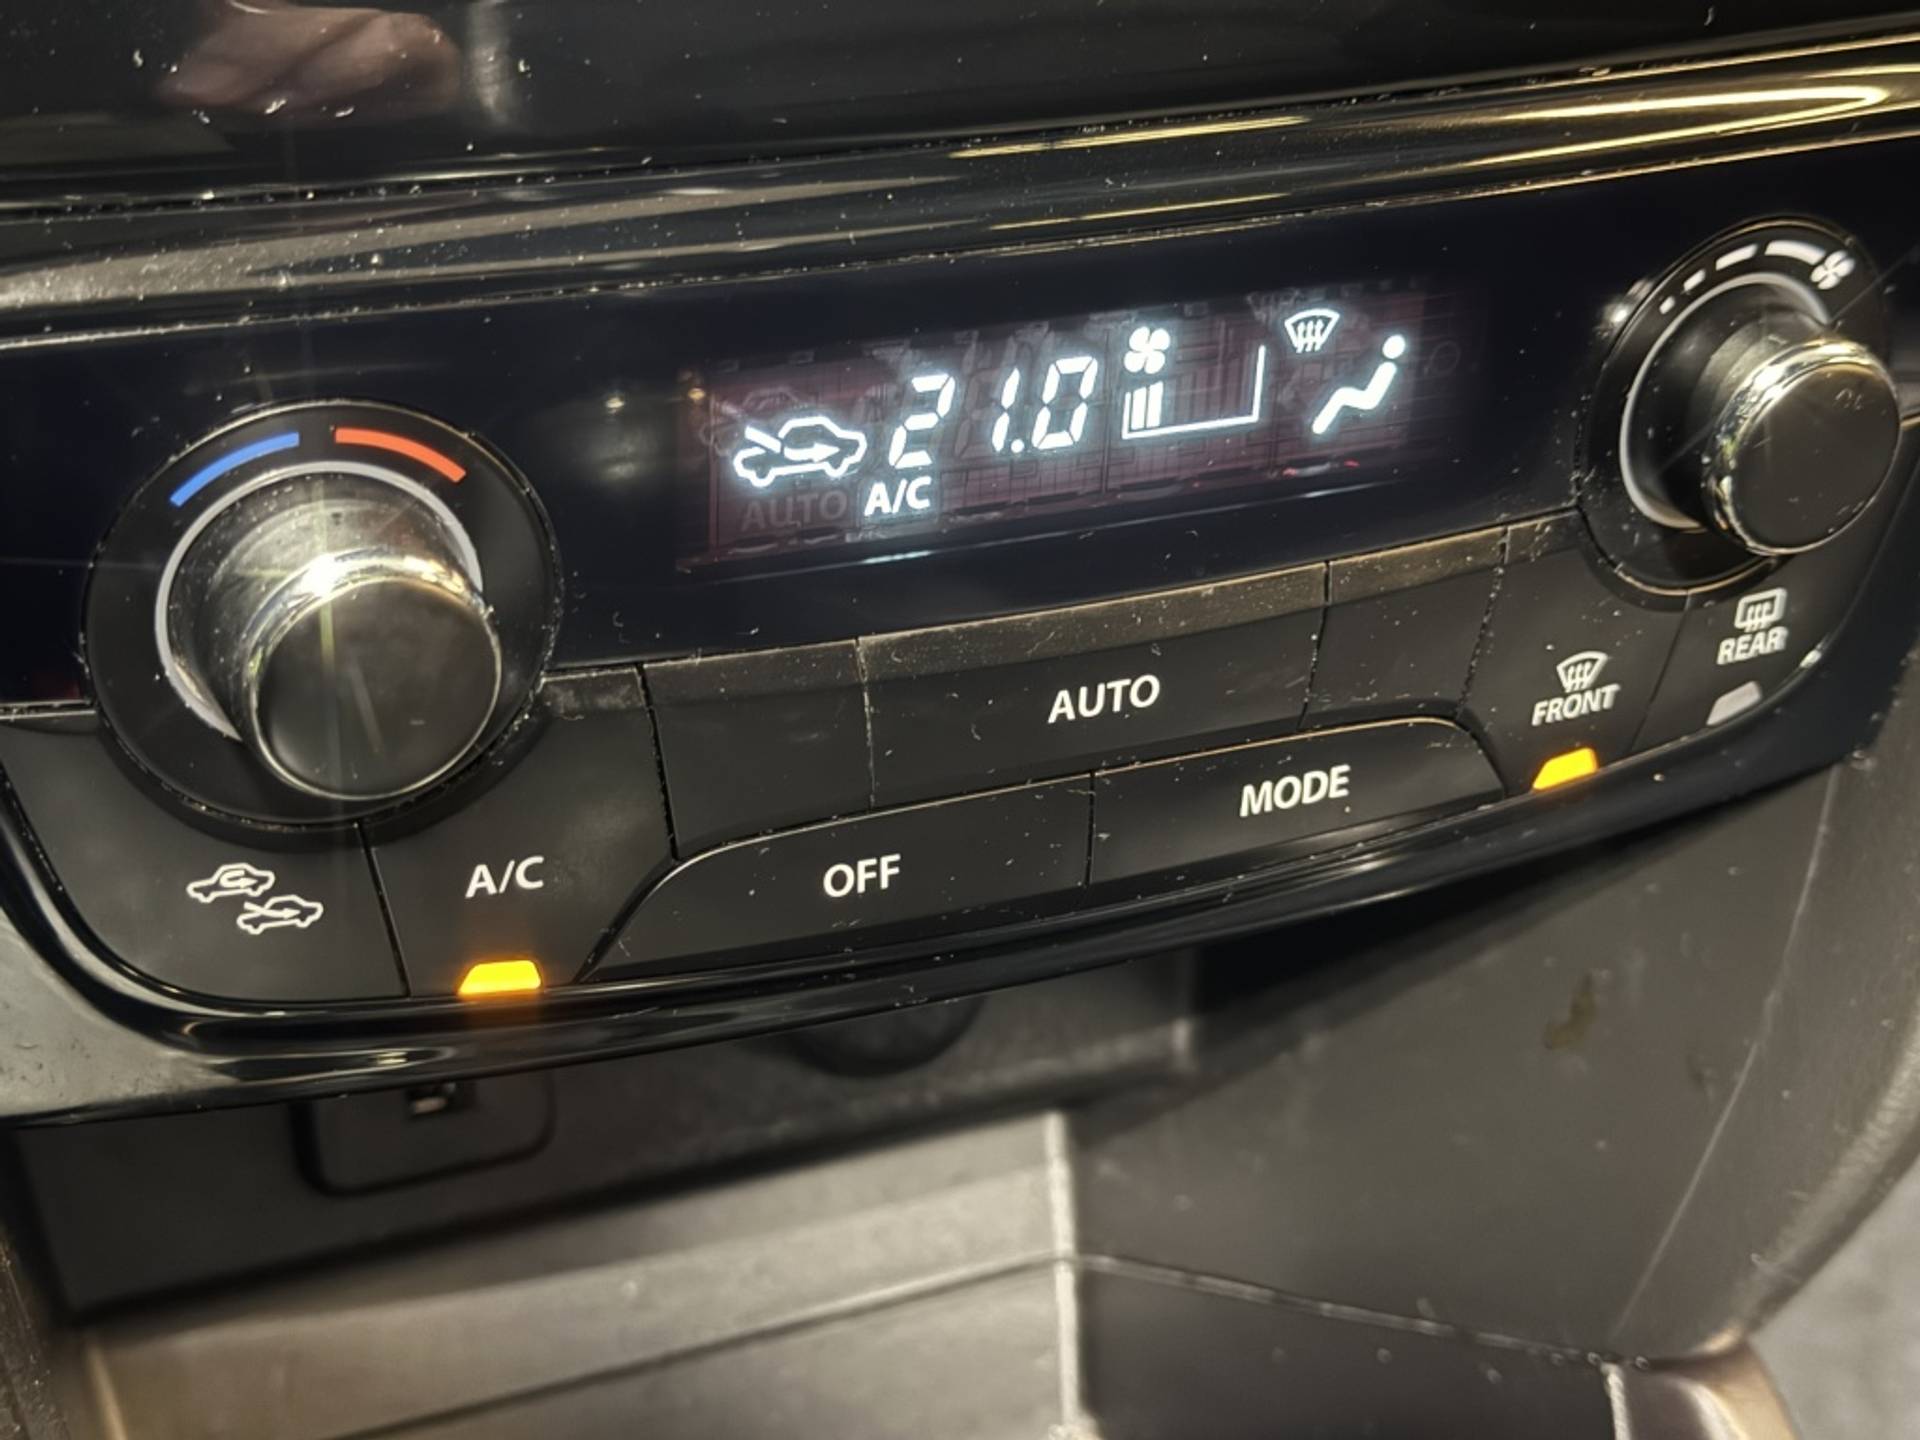 21.0
AUTO A/C
AUTO
REAR
FRONT
MODE
A/C
OFF